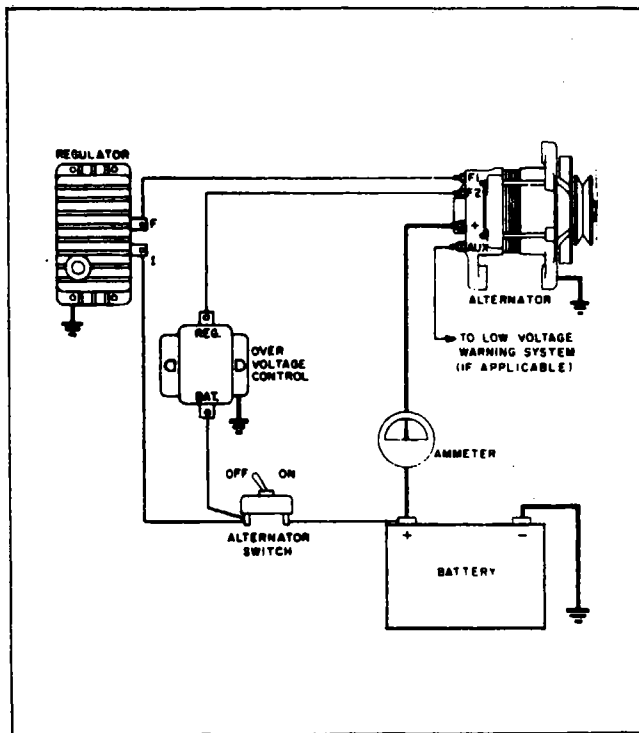 REGULATOR
F
I
F1
F2
+
AUX
ALTERNATOR
TO LOW VOLTAGE
WARNING SYSTEM
(IF APPLICABLE)
REG.
OVER
VOLTAGE
CONTROL
BAT.
AMMETER
OFF ON
ALTERNATOR
SWITCH
+ -
BATTERY